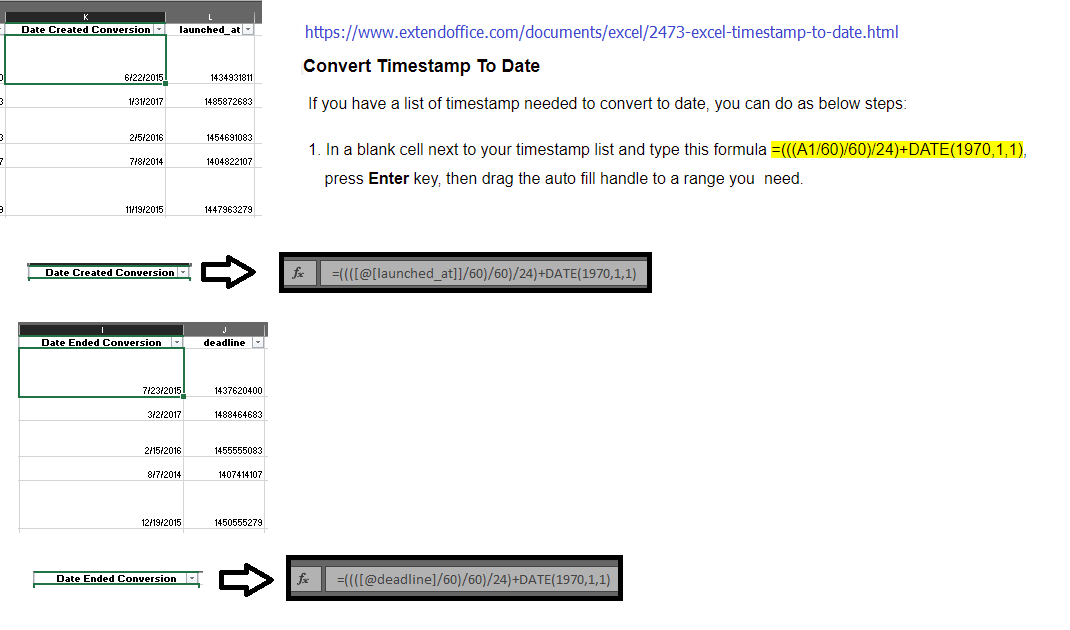 K L
Date Created Conversion launched_at
6/22/2015 1434931811
1/31/2017 1485872683
2/5/2016 1454691083
7/8/2014 1404822107
11/19/2015 1447963279
https://www.extendoffice.com/documents/excel/2473-excel-timestamp-to-date.html
Convert Timestamp To Date
If you have a list of timestamp needed to convert to date, you can do as below steps:
1. In a blank cell next to your timestamp list and type this formula =(((A1/60)/60)/24)+DATE(1970,1,1),
press Enter key, then drag the auto fill handle to a range you need.
Date Created Conversion
fx =((([@[launched_at]]/60)/60)/24)+DATE(1970,1,1)
I J
Date Ended Conversion deadline
7/23/2015 1437620400
3/2/2017 1488464683
2/15/2016 1455555083
8/7/2014 1407414107
12/19/2015 1450555279
Date Ended Conversion
fx =((([@deadline]/60)/60)/24)+DATE(1970,1,1)